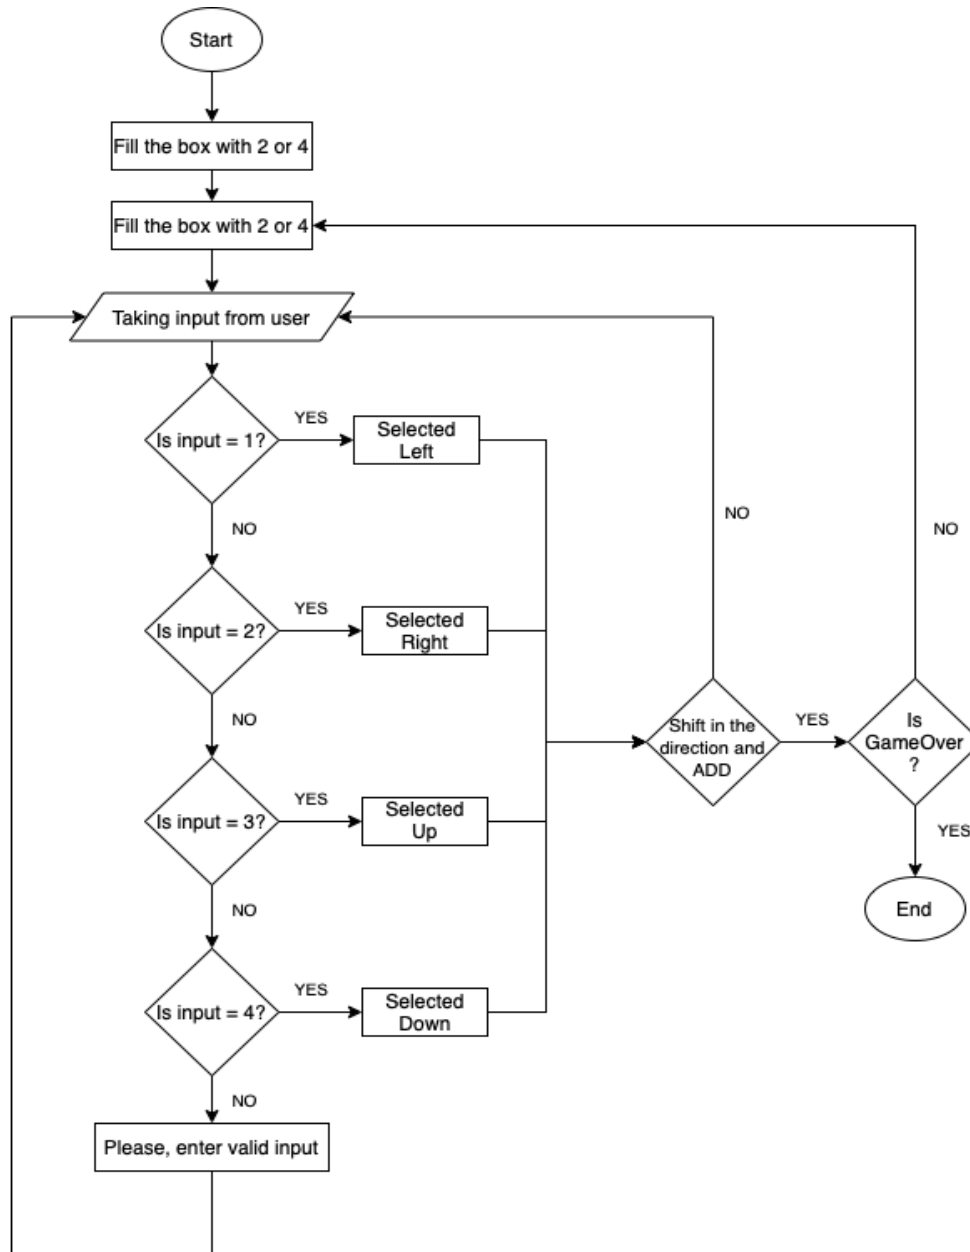 Start
Fill the box with 2 or 4
Fill the box with 2 or 4
Taking input from user
Is input = 1?
YES
Selected
Left
NO
NO
NO
Is input = 2?
YES
Selected
Right
NO
Shift in the
direction and
ADD
YES
Is
GameOver
?
YES
End
Is input = 3?
YES
Selected
Up
NO
Is input = 4?
YES
Selected
Down
NO
Please, enter valid input